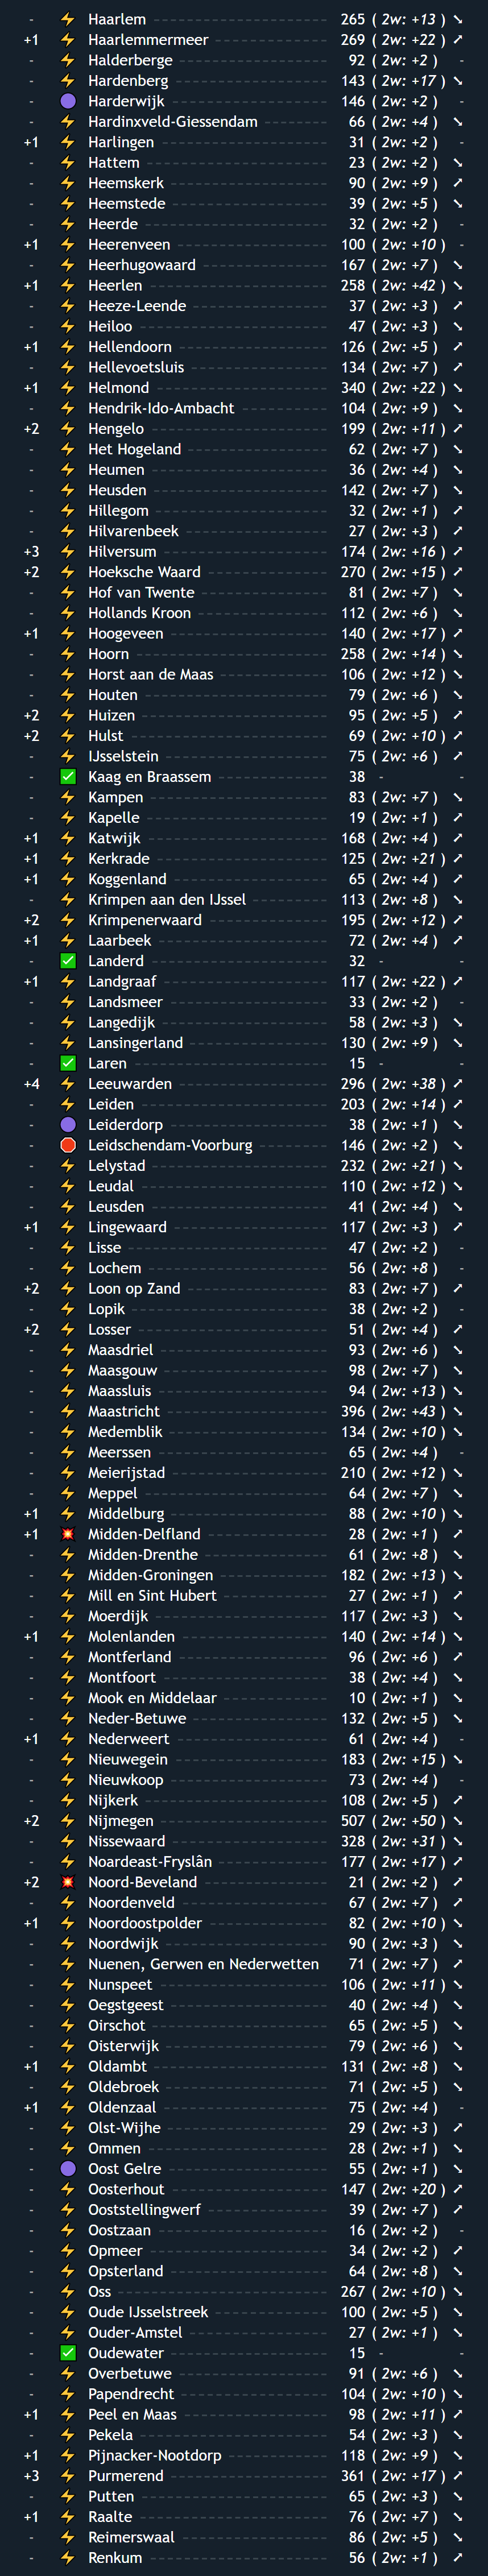 - ⚡ Haarlem 265 ( 2w: +13 ) ➘
+1 ⚡ Haarlemmermeer 269 ( 2w: +22 ) ➚
- ⚡ Halderberge 92 ( 2w: +2 ) -
- ⚡ Hardenberg 143 ( 2w: +17 ) ➘
- 🟣 Harderwijk 146 ( 2w: +2 ) -
- ⚡ Hardinxveld-Giessendam 66 ( 2w: +4 ) ➘
+1 ⚡ Harlingen 31 ( 2w: +2 ) -
- ⚡ Hattem 23 ( 2w: +2 ) ➘
- ⚡ Heemskerk 90 ( 2w: +9 ) ➚
- ⚡ Heemstede 39 ( 2w: +5 ) ➘
- ⚡ Heerde 32 ( 2w: +2 ) -
+1 ⚡ Heerenveen 100 ( 2w: +10 ) -
- ⚡ Heerhugowaard 167 ( 2w: +7 ) ➘
+1 ⚡ Heerlen 258 ( 2w: +42 ) ➘
- ⚡ Heeze-Leende 37 ( 2w: +3 ) ➚
- ⚡ Heiloo 47 ( 2w: +3 ) ➘
+1 ⚡ Hellendoorn 126 ( 2w: +5 ) ➚
- ⚡ Hellevoetsluis 134 ( 2w: +7 ) ➚
+1 ⚡ Helmond 340 ( 2w: +22 ) ➘
- ⚡ Hendrik-Ido-Ambacht 104 ( 2w: +9 ) ➘
+2 ⚡ Hengelo 199 ( 2w: +11 ) ➚
- ⚡ Het Hogeland 62 ( 2w: +7 ) ➘
- ⚡ Heumen 36 ( 2w: +4 ) ➘
- ⚡ Heusden 142 ( 2w: +7 ) ➘
- ⚡ Hillegom 32 ( 2w: +1 ) ➚
- ⚡ Hilvarenbeek 27 ( 2w: +3 ) ➚
+3 ⚡ Hilversum 174 ( 2w: +16 ) ➚
+2 ⚡ Hoeksche Waard 270 ( 2w: +15 ) ➚
- ⚡ Hof van Twente 81 ( 2w: +7 ) ➘
- ⚡ Hollands Kroon 112 ( 2w: +6 ) ➘
+1 ⚡ Hoogeveen 140 ( 2w: +17 ) ➚
- ⚡ Hoorn 258 ( 2w: +14 ) ➘
- ⚡ Horst aan de Maas 106 ( 2w: +12 ) ➘
- ⚡ Houten 79 ( 2w: +6 ) ➘
+2 ⚡ Huizen 95 ( 2w: +5 ) ➚
+2 ⚡ Hulst 69 ( 2w: +10 ) ➚
- ⚡ IJsselstein 75 ( 2w: +6 ) ➚
- ✅ Kaag en Braassem 38 - -
- ⚡ Kampen 83 ( 2w: +7 ) ➘
- ⚡ Kapelle 19 ( 2w: +1 ) ➚
+1 ⚡ Katwijk 168 ( 2w: +4 ) ➚
+1 ⚡ Kerkrade 125 ( 2w: +21 ) ➚
+1 ⚡ Koggenland 65 ( 2w: +4 ) ➚
- ⚡ Krimpen aan den IJssel 113 ( 2w: +8 ) ➘
+2 ⚡ Krimpenerwaard 195 ( 2w: +12 ) ➚
+1 ⚡ Laarbeek 72 ( 2w: +4 ) ➚
- ✅ Landerd 32 - -
+1 ⚡ Landgraaf 117 ( 2w: +22 ) ➚
- ⚡ Landsmeer 33 ( 2w: +2 ) -
- ⚡ Langedijk 58 ( 2w: +3 ) ➘
- ⚡ Lansingerland 130 ( 2w: +9 ) ➘
- ✅ Laren 15 - -
+4 ⚡ Leeuwarden 296 ( 2w: +38 ) ➚
- ⚡ Leiden 203 ( 2w: +14 ) ➚
- 🟣 Leiderdorp 38 ( 2w: +1 ) ➘
- 🛑 Leidschendam-Voorburg 146 ( 2w: +2 ) ➘
- ⚡ Lelystad 232 ( 2w: +21 ) ➘
- ⚡ Leudal 110 ( 2w: +12 ) ➘
- ⚡ Leusden 41 ( 2w: +4 ) ➘
+1 ⚡ Lingewaard 117 ( 2w: +3 ) ➚
- ⚡ Lisse 47 ( 2w: +2 ) -
- ⚡ Lochem 56 ( 2w: +8 ) -
+2 ⚡ Loon op Zand 83 ( 2w: +7 ) ➚
- ⚡ Lopik 38 ( 2w: +2 ) -
+2 ⚡ Losser 51 ( 2w: +4 ) ➚
- ⚡ Maasdriel 93 ( 2w: +6 ) ➘
- ⚡ Maasgouw 98 ( 2w: +7 ) ➘
- ⚡ Maassluis 94 ( 2w: +13 ) ➘
- ⚡ Maastricht 396 ( 2w: +43 ) ➘
- ⚡ Medemblik 134 ( 2w: +10 ) ➘
- ⚡ Meerssen 65 ( 2w: +4 ) -
- ⚡ Meierijstad 210 ( 2w: +12 ) ➘
- ⚡ Meppel 64 ( 2w: +7 ) ➘
+1 ⚡ Middelburg 88 ( 2w: +10 ) ➘
+1 💥 Midden-Delfland 28 ( 2w: +1 ) ➚
- ⚡ Midden-Drenthe 61 ( 2w: +8 ) ➘
- ⚡ Midden-Groningen 182 ( 2w: +13 ) ➘
- ⚡ Mill en Sint Hubert 27 ( 2w: +1 ) ➚
- ⚡ Moerdijk 117 ( 2w: +3 ) ➘
+1 ⚡ Molenlanden 140 ( 2w: +14 ) ➘
- ⚡ Montferland 96 ( 2w: +6 ) ➚
- ⚡ Montfoort 38 ( 2w: +4 ) ➘
- ⚡ Mook en Middelaar 10 ( 2w: +1 ) ➘
- ⚡ Neder-Betuwe 132 ( 2w: +5 ) ➘
+1 ⚡ Nederweert 61 ( 2w: +4 ) -
- ⚡ Nieuwegein 183 ( 2w: +15 ) ➘
- ⚡ Nieuwkoop 73 ( 2w: +4 ) -
- ⚡ Nijkerk 108 ( 2w: +5 ) ➚
+2 ⚡ Nijmegen 507 ( 2w: +50 ) ➘
- ⚡ Nissewaard 328 ( 2w: +31 ) ➘
- ⚡ Noardeast-Fryslân 177 ( 2w: +17 ) ➚
+2 💥 Noord-Beveland 21 ( 2w: +2 ) ➚
- ⚡ Noordenveld 67 ( 2w: +7 ) ➚
+1 ⚡ Noordoostpolder 82 ( 2w: +10 ) ➘
- ⚡ Noordwijk 90 ( 2w: +3 ) ➘
- ⚡ Nuenen, Gerwen en Nederwetten 71 ( 2w: +7 ) ➚
- ⚡ Nunspeet 106 ( 2w: +11 ) ➘
- ⚡ Oegstgeest 40 ( 2w: +4 ) ➘
- ⚡ Oirschot 65 ( 2w: +5 ) ➘
- ⚡ Oisterwijk 79 ( 2w: +6 ) ➘
+1 ⚡ Oldambt 131 ( 2w: +8 ) ➘
- ⚡ Oldebroek 71 ( 2w: +5 ) ➘
+1 ⚡ Oldenzaal 75 ( 2w: +4 ) -
- ⚡ Olst-Wijhe 29 ( 2w: +3 ) ➚
- ⚡ Ommen 28 ( 2w: +1 ) ➘
- 🟣 Oost Gelre 55 ( 2w: +1 ) ➘
- ⚡ Oosterhout 147 ( 2w: +20 ) ➚
- ⚡ Ooststellingwerf 39 ( 2w: +7 ) ➚
- ⚡ Oostzaan 16 ( 2w: +2 ) -
- ⚡ Opmeer 34 ( 2w: +2 ) ➚
- ⚡ Opsterland 64 ( 2w: +8 ) ➘
- ⚡ Oss 267 ( 2w: +10 ) ➘
- ⚡ Oude IJsselstreek 100 ( 2w: +5 ) ➘
- ⚡ Ouder-Amstel 27 ( 2w: +1 ) ➘
- ✅ Oudewater 15 - -
- ⚡ Overbetuwe 91 ( 2w: +6 ) ➘
- ⚡ Papendrecht 104 ( 2w: +10 ) ➘
+1 ⚡ Peel en Maas 98 ( 2w: +11 ) ➚
- ⚡ Pekela 54 ( 2w: +3 ) ➘
+1 ⚡ Pijnacker-Nootdorp 118 ( 2w: +9 ) ➘
+3 ⚡ Purmerend 361 ( 2w: +17 ) ➚
- ⚡ Putten 65 ( 2w: +3 ) ➘
+1 ⚡ Raalte 76 ( 2w: +7 ) ➘
- ⚡ Reimerswaal 86 ( 2w: +5 ) ➘
- ⚡ Renkum 56 ( 2w: +1 ) ➚